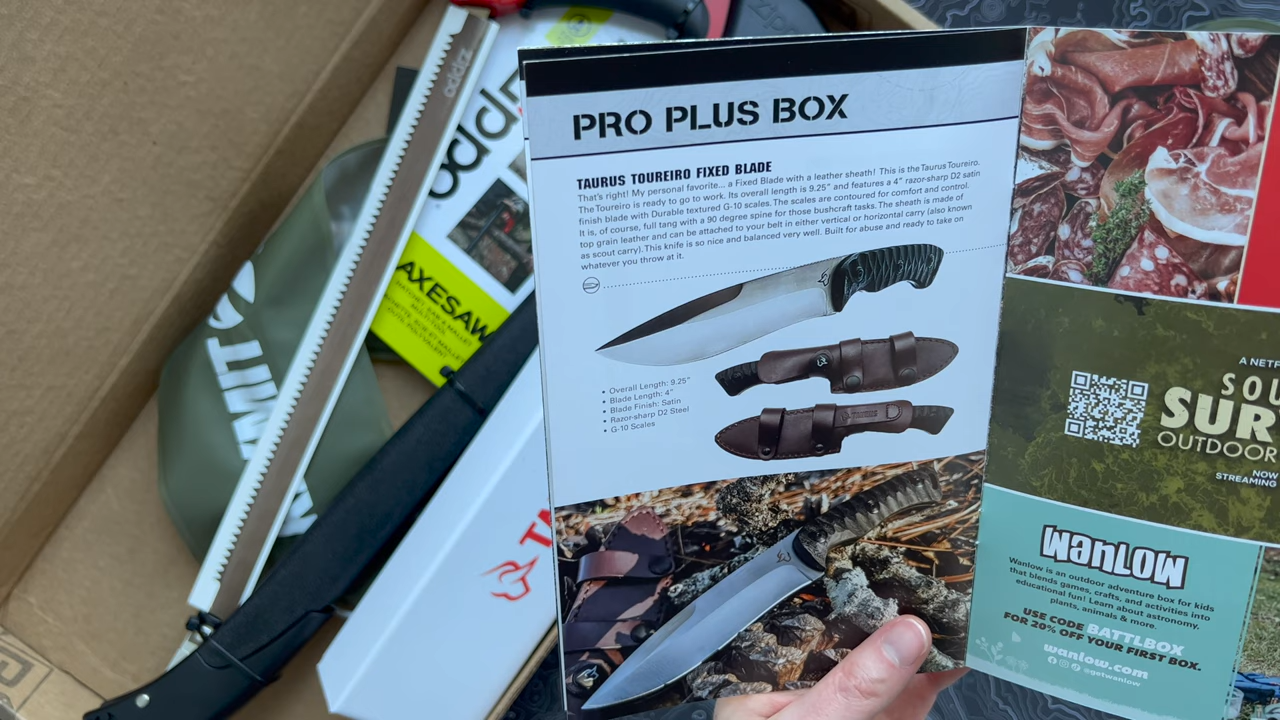 PRO PLUS BOX
TAURUS TOUREIRO FIXED BLADE
That's right! My personal favorite... a Fixed Blade with a leather sheath! This is the Taurus Toureiro.
The Toureiro is ready to go to work. Its overall length is 9.25" and features a 4" razor-sharp D2 satin
finish blade with Durable textured G-10 scales. The scales are contoured for comfort and control.
It is, of course, full tang with a 90 degree spine for those bushcraft tasks. The sheath is made of
top grain leather and can be attached to your belt in either vertical or horizontal carry (also known
as scout carry). This knife is so nice and balanced very well. Built for abuse and ready to take on
whatever you throw at it.
• Overall Length: 9.25"
• Blade Length: 4"
• Blade Finish: Satin
• Razor-sharp D2 Steel
• G-10 Scales
A NETF
SOU
SUR
OUTDOOR
NOW
STREAMING
wanlow
Wanlow is an outdoor adventure box for kids
that blends games, crafts, and activities into
educational fun! Learn about astronomy,
plants, animals & more.
USE CODE BATTLBOX
FOR 20% OFF YOUR FIRST BOX.
wanlow.com
@getwanlow
oddrz
odd
AXESAW
TA